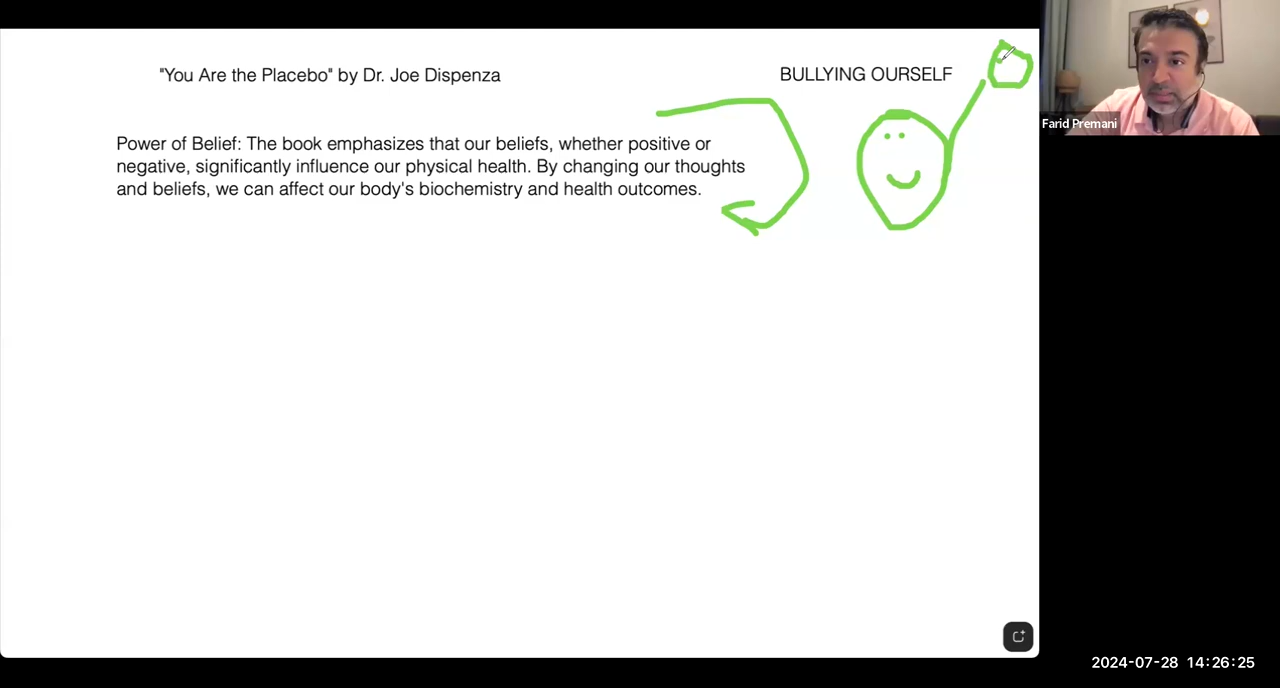 "You Are the Placebo" by Dr. Joe Dispenza
BULLYING OURSELF
Power of Belief: The book emphasizes that our beliefs, whether positive or
negative, significantly influence our physical health. By changing our thoughts
and beliefs, we can affect our body's biochemistry and health outcomes.
Farid Premani
2024-07-28 14:26:25